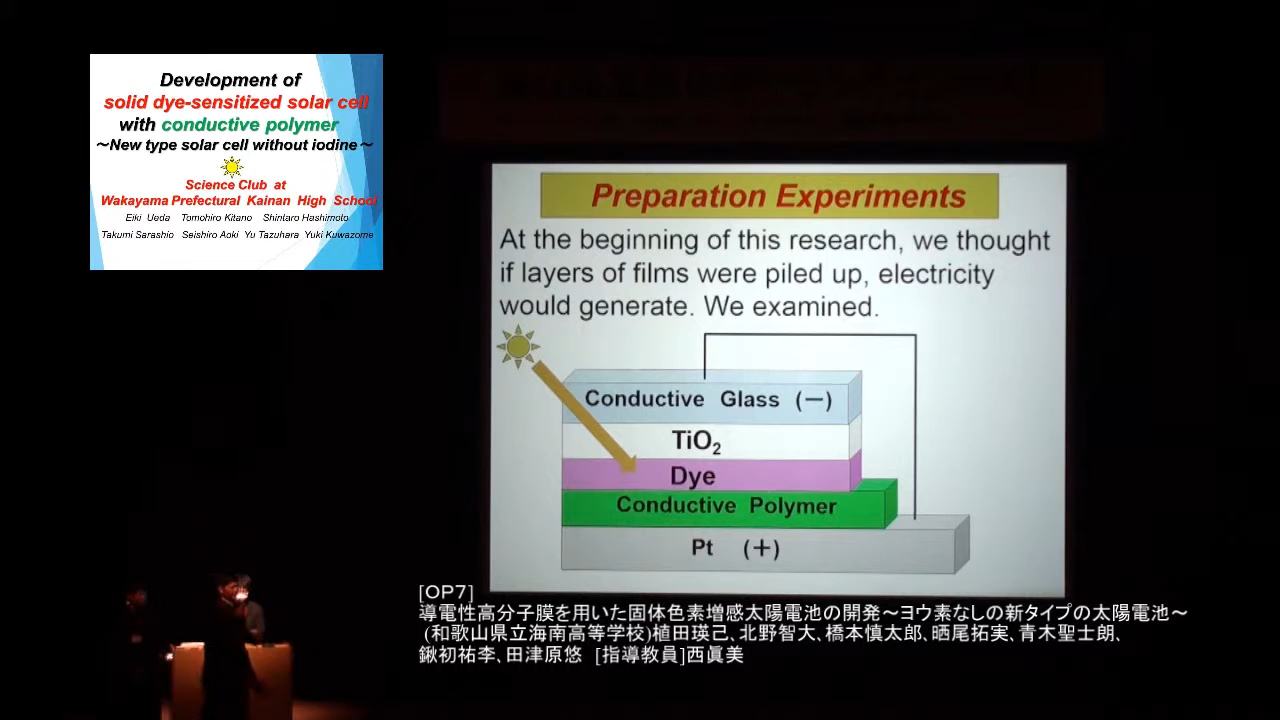 Development of
solid dye-sensitized solar cell
with conductive polymer
～New type solar cell without iodine～
Science Club at
Wakayama Prefectural Kainan High School
Eiki Ueda Tomohiro Kitano Shintaro Hashimoto
Takumi Sarashio Seishiro Aoki Yu Tazuhara Yuki Kuwazome
Preparation Experiments
At the beginning of this research, we thought
if layers of films were piled up, electricity
would generate. We examined.
Conductive Glass (－)
TiO₂
Dye
Conductive Polymer
Pt (＋)
[OP7]
導電性高分子膜を用いた固体色素増感太陽電池の開発～ヨウ素なしの新タイプの太陽電池～
(和歌山県立海南高等学校)植田瑛己、北野智大、橋本慎太郎、晒尾拓実、青木聖士朗、
鍬初祐李、田津原悠 [指導教員]西眞美